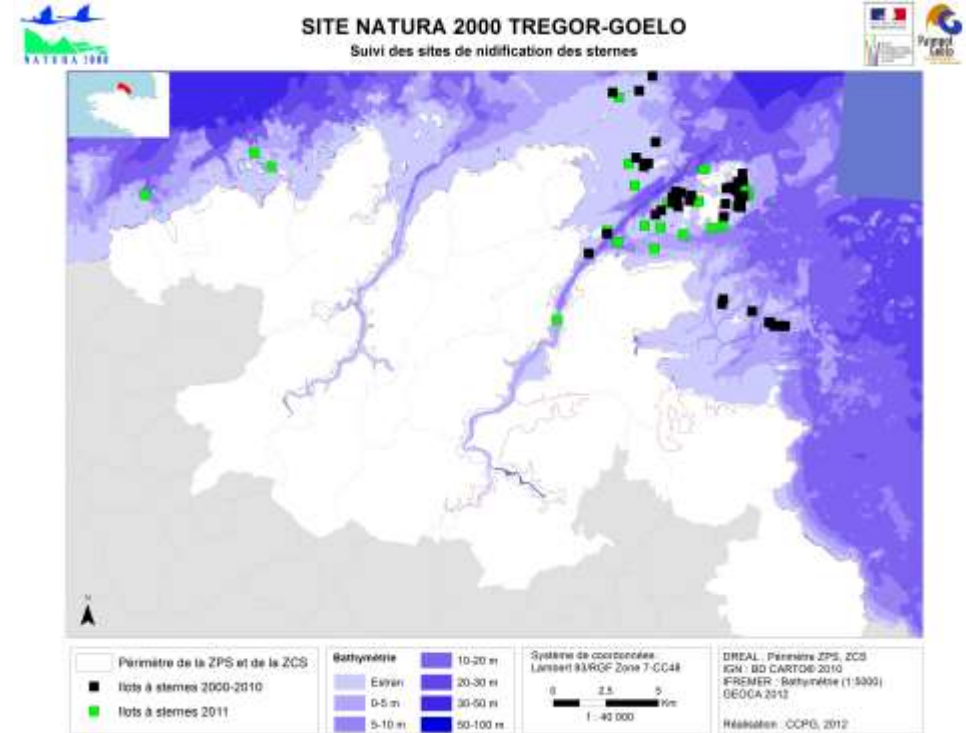 SITE NATURA 2000 TREGOR-GOELO
Suivi des sites de nidification des sternes
NATURA 2000
Paimpol
Goëlo
N
Périmètre de la ZPS et de la ZCS
Ilots à sternes 2000-2010
Ilots à sternes 2011
Bathymétrie
Estran
0-5 m
5-10 m
10-20 m
20-30 m
30-50 m
50-100 m
Système de coordonnées :
Lambert 93/RGF Zone 7-CC48
0 2,5 5
Km
1 : 40 000
DREAL : Périmètre ZPS, ZCS
IGN : BD CARTO® 2010
IFREMER : Bathymétrie (1:5000)
GEOCA 2012
Réalisation : CCPG, 2012